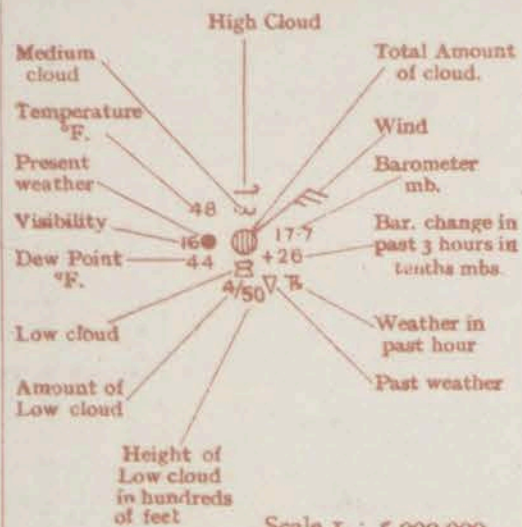 High Cloud
Medium
cloud
Total Amount
of cloud.
Temperature
°F.
Wind
Present
weather
Barometer
mb.
48
Visibility
16
17.7
Bar. change in
past 3 hours in
tenths mbs.
Dew Point
°F.
44
+26
4/50
Low cloud
Weather in
past hour
Amount of
Low cloud
Past weather
Height of
Low cloud
in hundreds
of feet
Scale